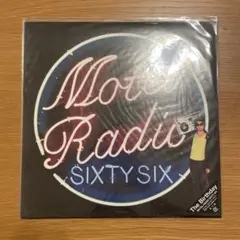 Motel
Radio
SIXTY SIX
The Birthday